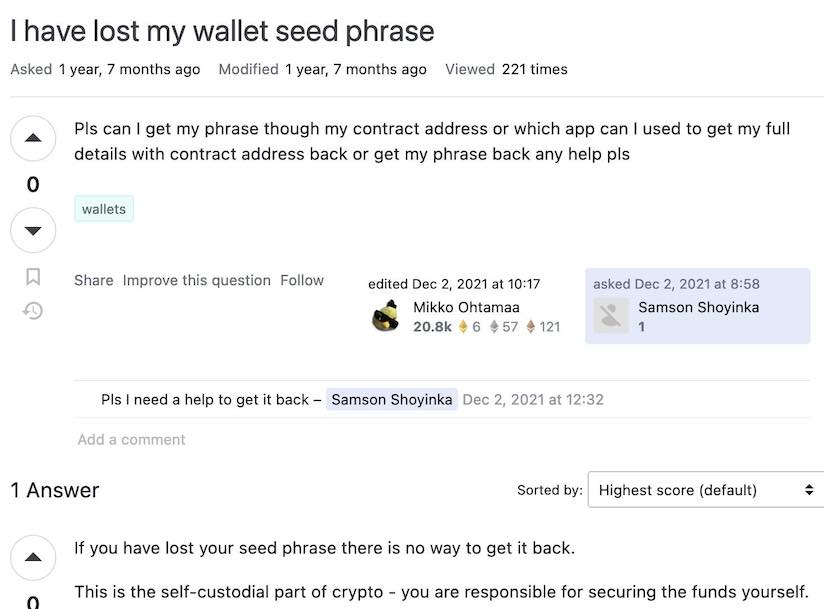 I have lost my wallet seed phrase
Asked 1 year, 7 months ago Modified 1 year, 7 months ago Viewed 221 times
Pls can I get my phrase though my contract address or which app can I used to get my full
details with contract address back or get my phrase back any help pls
0
wallets
Share Improve this question Follow
edited Dec 2, 2021 at 10:17
Mikko Ohtamaa
20.8k 6 57 121
asked Dec 2, 2021 at 8:58
Samson Shoyinka
1
Pls I need a help to get it back – Samson Shoyinka Dec 2, 2021 at 12:32
Add a comment
1 Answer
Sorted by: Highest score (default)
If you have lost your seed phrase there is no way to get it back.
0
This is the self-custodial part of crypto - you are responsible for securing the funds yourself.